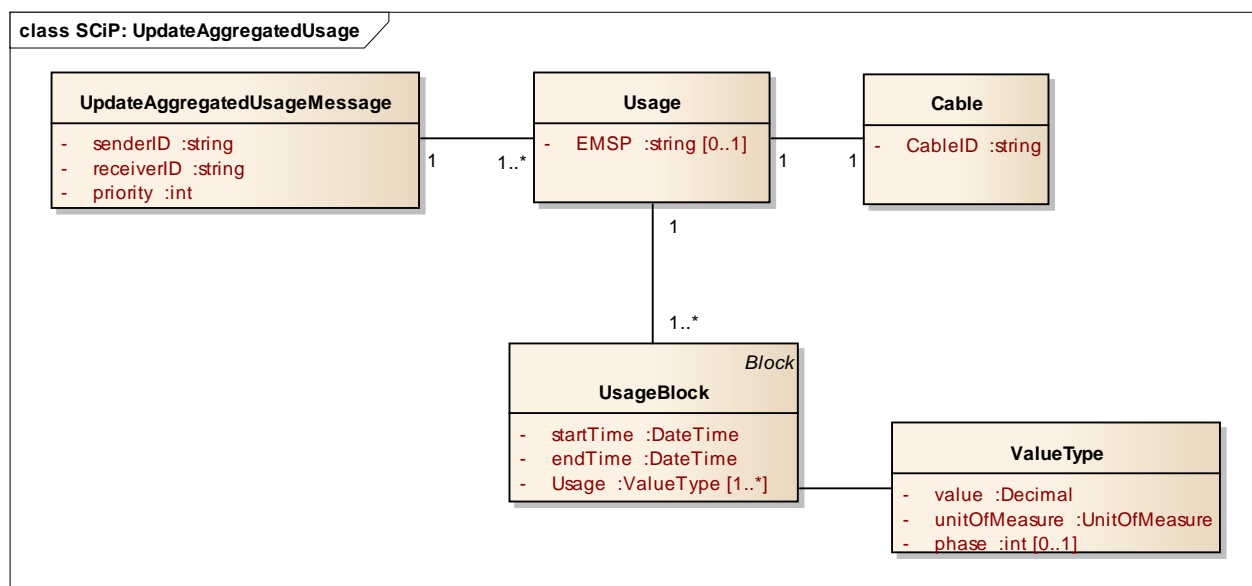 class SCiP: UpdateAggregatedUsage
UpdateAggregatedUsageMessage
- senderID :string
- receiverID :string
- priority :int
1
1..*
Usage
- EMSP :string [0..1]
1
1
Cable
- CableID :string
1
1..*
Block
UsageBlock
- startTime :DateTime
- endTime :DateTime
- Usage :ValueType [1..*]
ValueType
- value :Decimal
- unitOfMeasure :UnitOfMeasure
- phase :int [0..1]